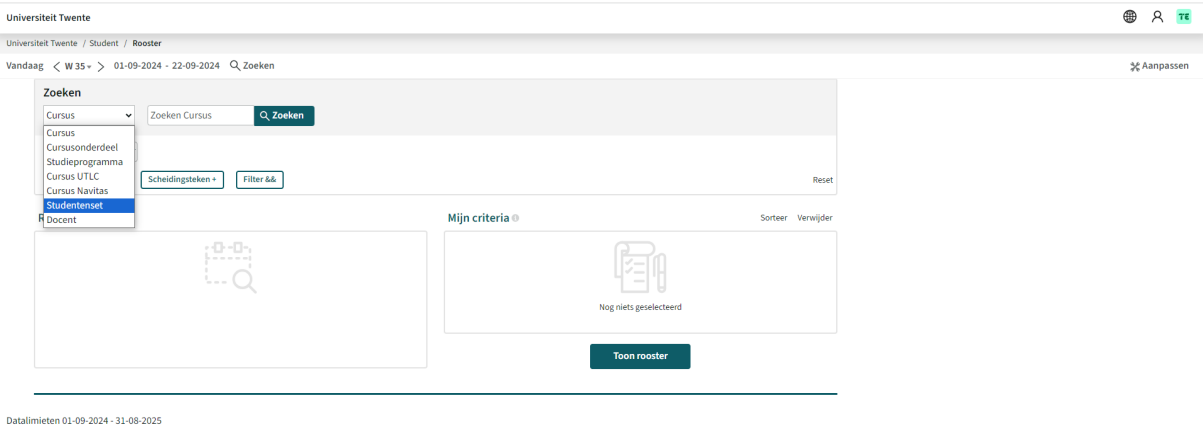 Universiteit Twente
TE
Universiteit Twente / Student / Rooster
Vandaag < W 35 > 01-09-2024 - 22-09-2024 Zoeken Aanpassen
Zoeken
Cursus Zoeken Cursus Zoeken
Cursus
Cursusonderdeel
Studieprogramma
Cursus UTLC
Cursus Navitas
Studentenset
Docent
Scheidingsteken + Filter && Reset
R Mijn criteria Sorteer Verwijder
Nog niets geselecteerd
Toon rooster
Datalimieten 01-09-2024 - 31-08-2025